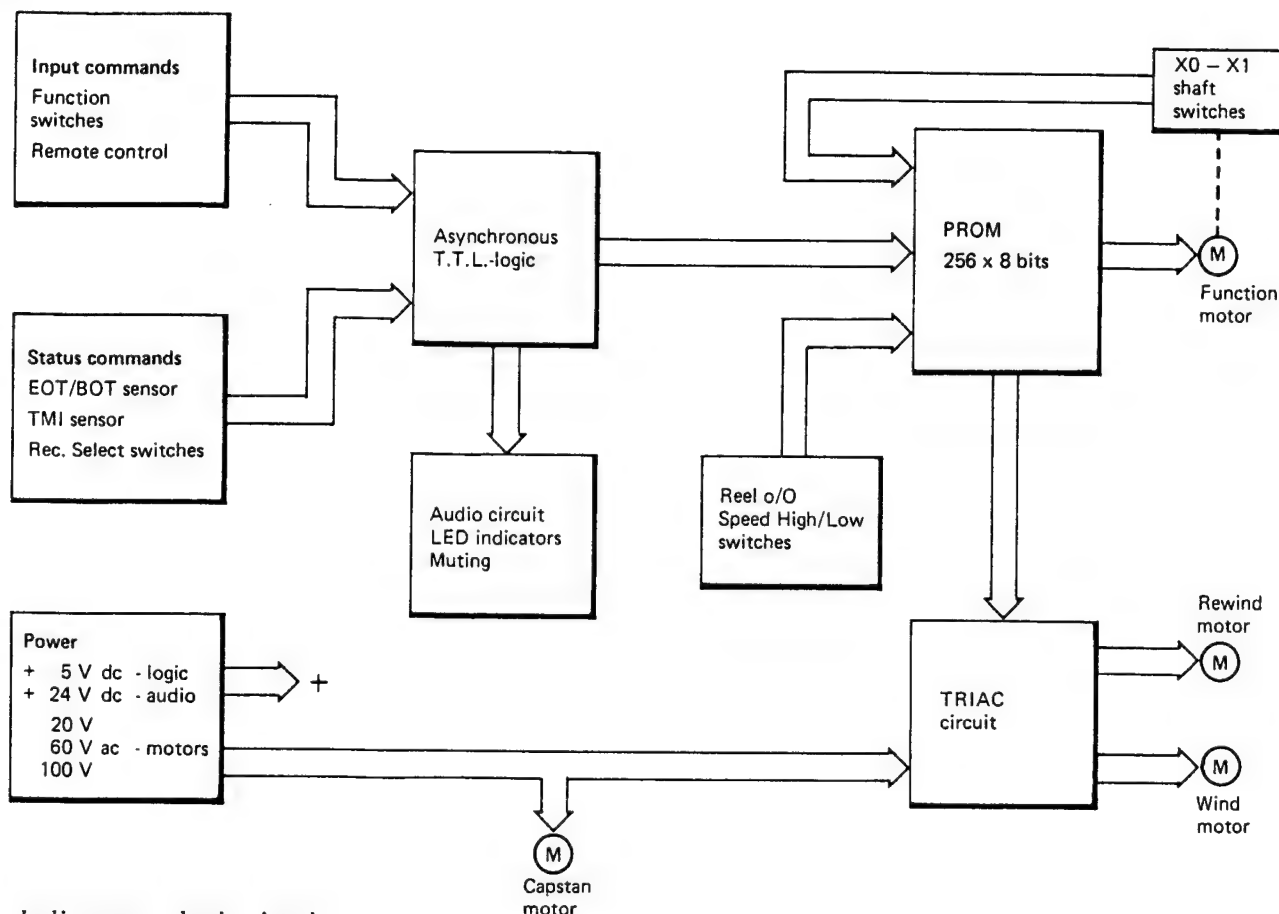 Input commands
Function
switches
Remote control
X0 – X1
shaft
switches
Asynchronous
T.T.L.-logic
PROM
256 x 8 bits
M
Function
motor
Status commands
EOT/BOT sensor
TMI sensor
Rec. Select switches
Audio circuit
LED indicators
Muting
Reel o/O
Speed High/Low
switches
Power
+ 5 V dc - logic
+ 24 V dc - audio
20 V
60 V ac - motors
100 V
+
TRIAC
circuit
Rewind
motor
M
M
Wind
motor
M
Capstan
motor